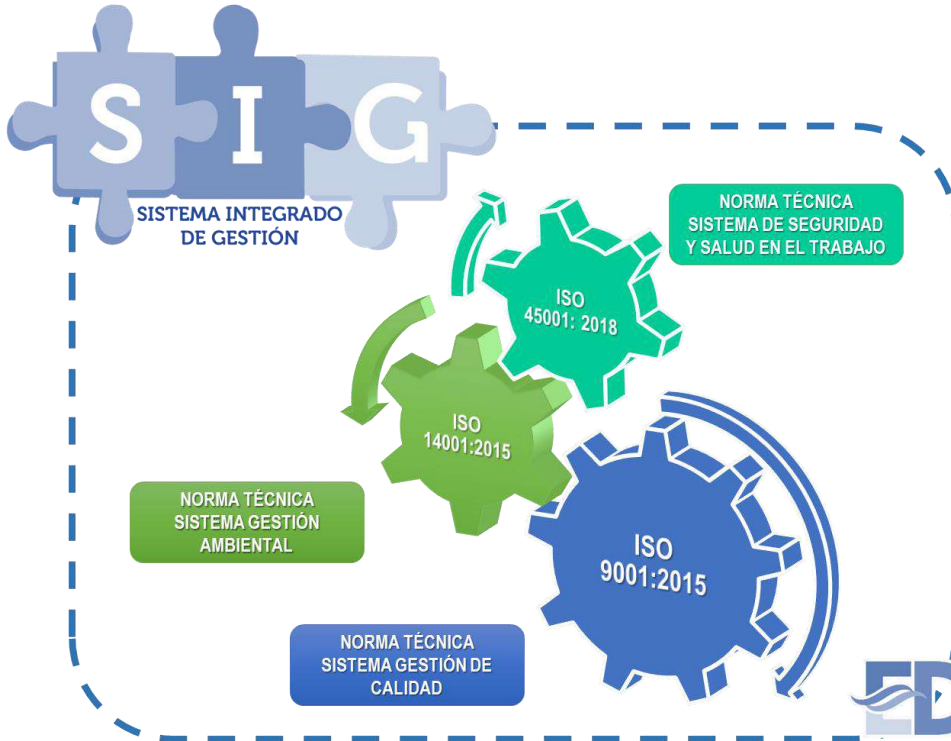 SIG
SISTEMA INTEGRADO
DE GESTIÓN
NORMA TÉCNICA
SISTEMA DE SEGURIDAD
Y SALUD EN EL TRABAJO
ISO
45001: 2018
ISO
14001:2015
NORMA TÉCNICA
SISTEMA GESTIÓN
AMBIENTAL
ISO
9001:2015
NORMA TÉCNICA
SISTEMA GESTIÓN DE
CALIDAD